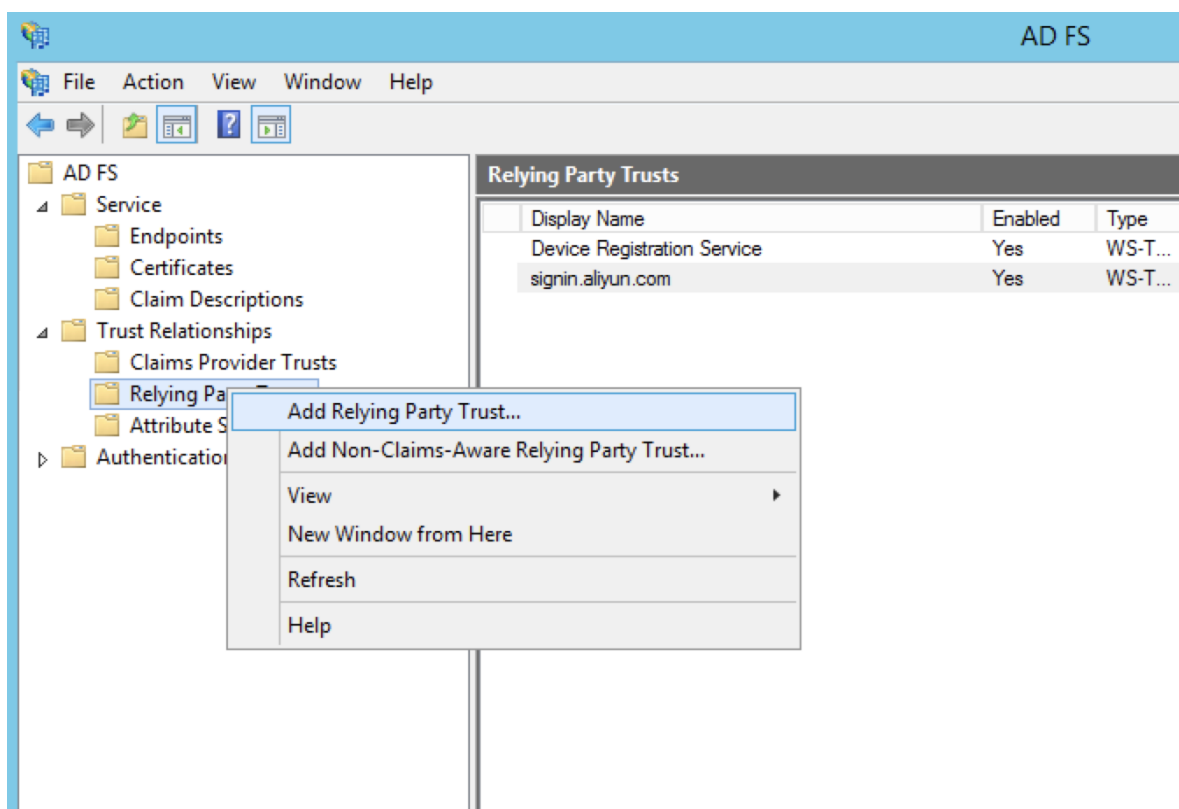 AD FS
File Action View Window Help
AD FS
Service
Endpoints
Certificates
Claim Descriptions
Trust Relationships
Claims Provider Trusts
Relying Pa
Attribute S
Authentication
Relying Party Trusts
Display Name Enabled Type
Device Registration Service Yes WS-T...
signin.aliyun.com Yes WS-T...
Add Relying Party Trust...
Add Non-Claims-Aware Relying Party Trust...
View
New Window from Here
Refresh
Help